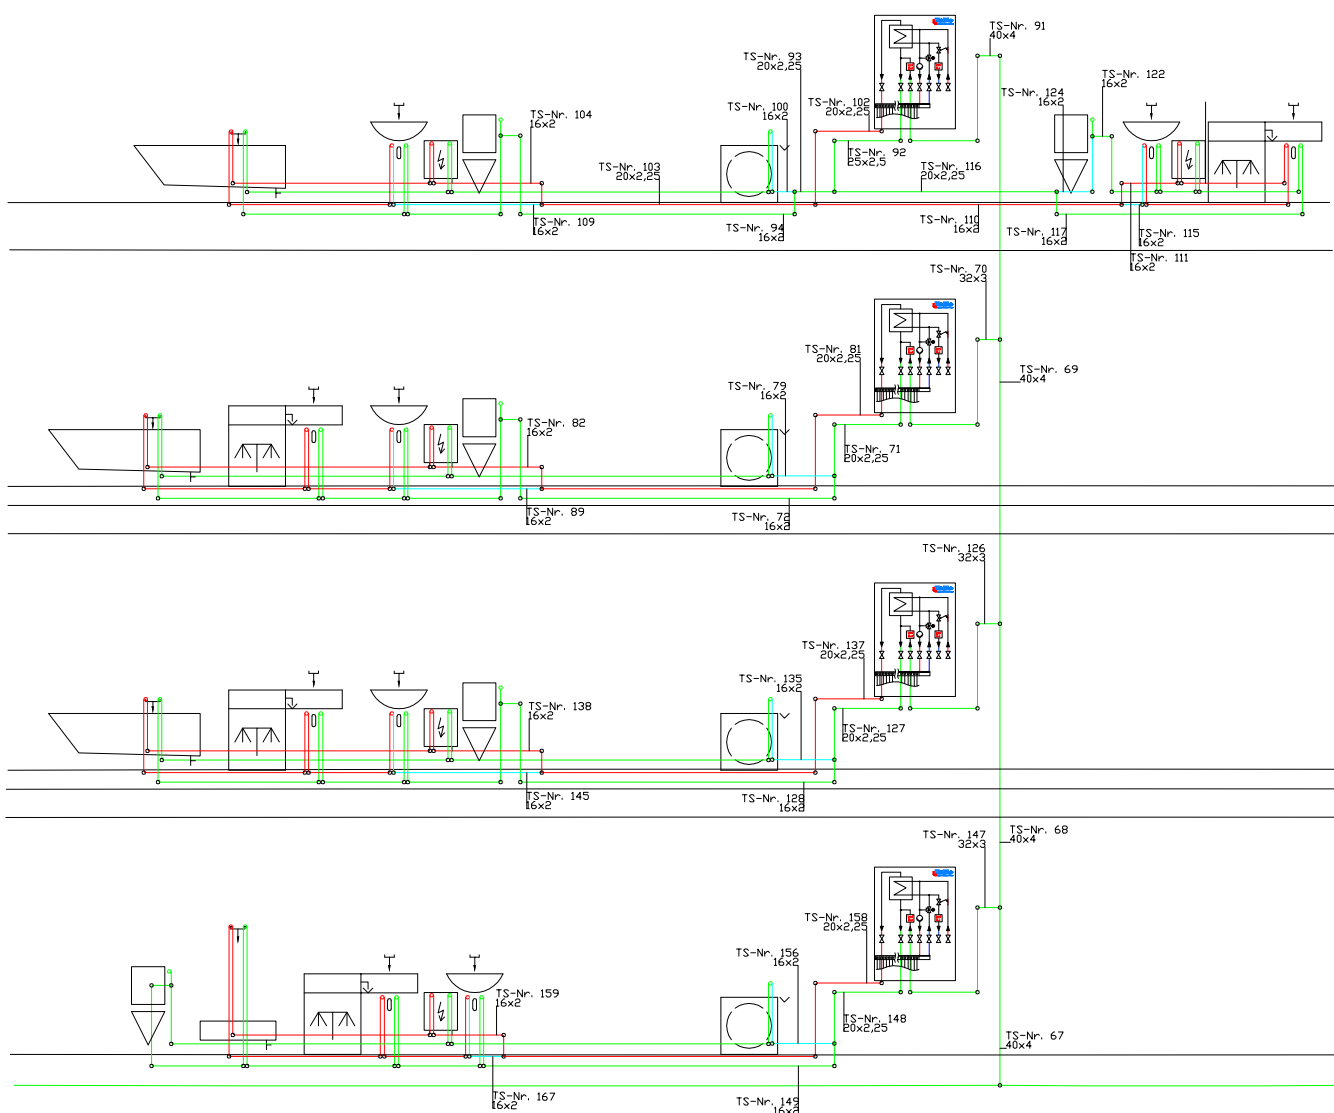 TS-Nr. 91
40x4
TS-Nr. 93
20x2,25
TS-Nr. 122
16x2
TS-Nr. 124
16x2
TS-Nr. 104
16x2
TS-Nr. 100
16x2
TS-Nr. 102
20x2,25
TS-Nr. 92
25x2,5
TS-Nr. 103
20x2,25
TS-Nr. 116
20x2,25
TS-Nr. 109
16x2
TS-Nr. 94
16x2
TS-Nr. 110
16x2
TS-Nr. 117
16x2
TS-Nr. 115
16x2
TS-Nr. 111
16x2
TS-Nr. 70
32x3
TS-Nr. 81
20x2,25
TS-Nr. 69
40x4
TS-Nr. 79
16x2
TS-Nr. 82
16x2
TS-Nr. 71
20x2,25
TS-Nr. 89
16x2
TS-Nr. 72
16x2
TS-Nr. 126
32x3
TS-Nr. 137
20x2,25
TS-Nr. 135
16x2
TS-Nr. 138
16x2
TS-Nr. 127
20x2,25
TS-Nr. 145
16x2
TS-Nr. 128
16x2
TS-Nr. 147
32x3
TS-Nr. 68
40x4
TS-Nr. 158
20x2,25
TS-Nr. 156
16x2
TS-Nr. 159
16x2
TS-Nr. 148
20x2,25
TS-Nr. 67
40x4
TS-Nr. 167
16x2
TS-Nr. 149
16x2